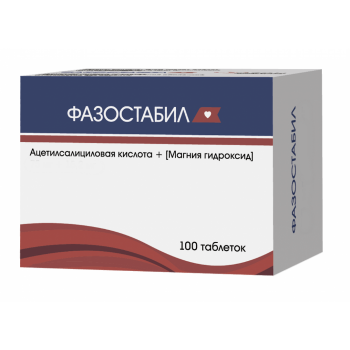 ФАЗОСТАБИЛ
Ацетилсалициловая кислота + [Магния гидроксид]
100 таблеток
ФАЗОСТАБИЛ